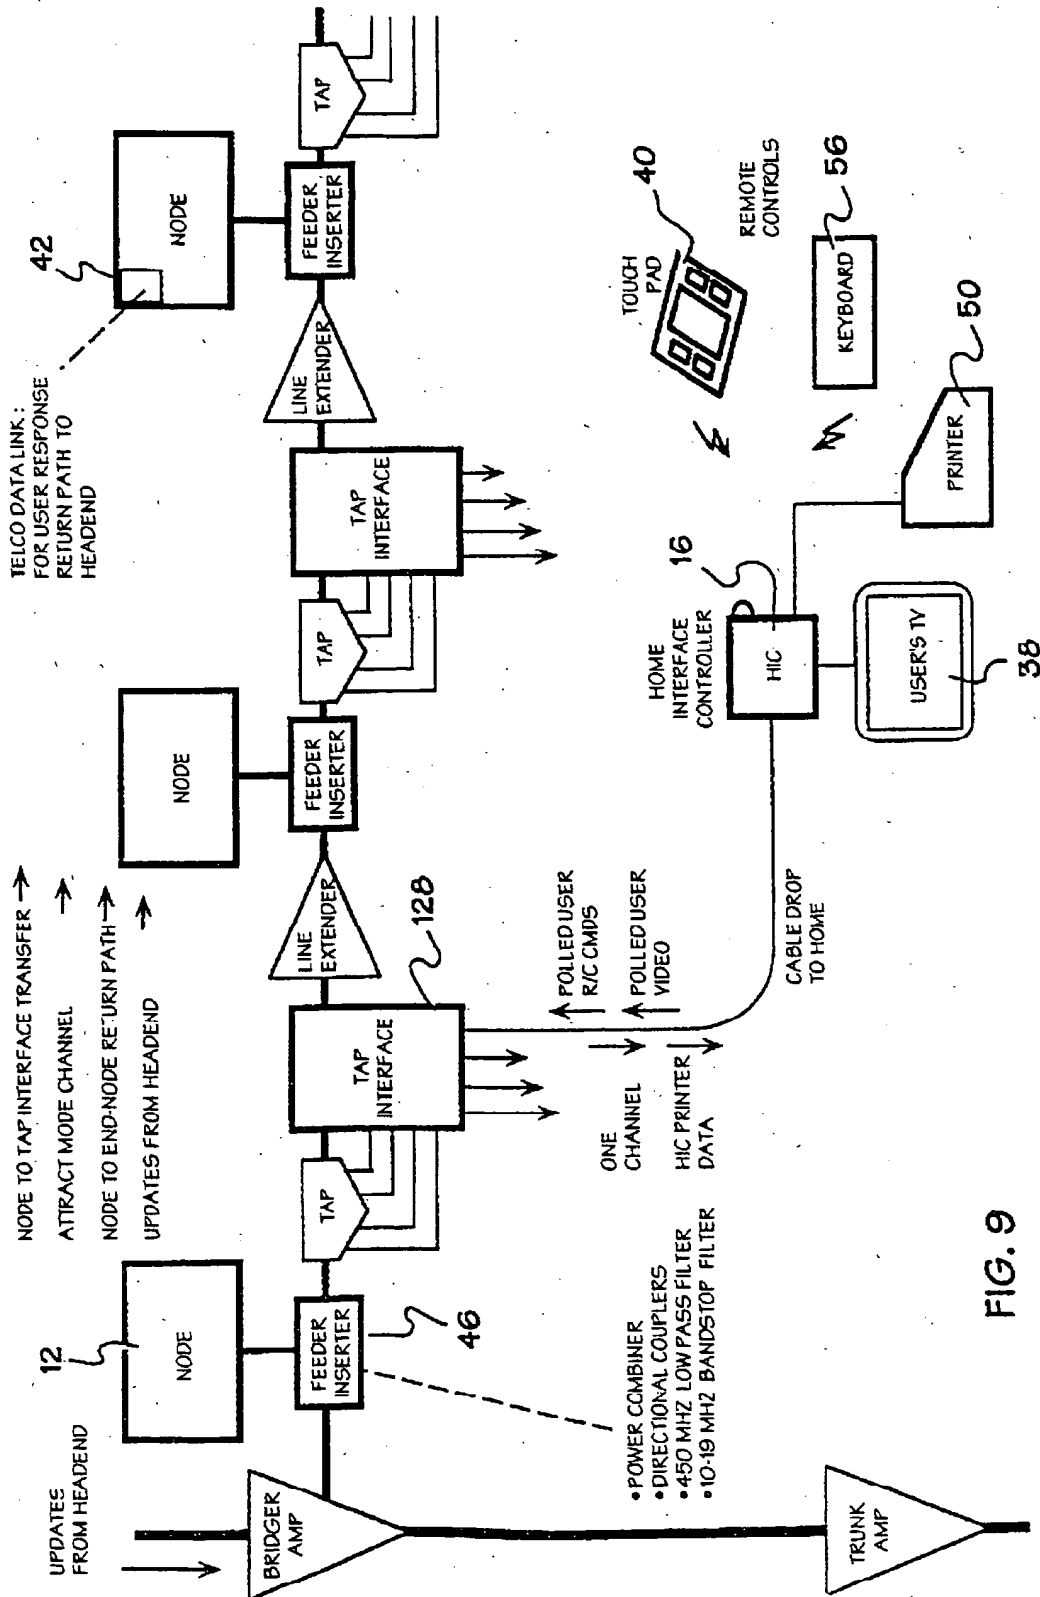 UPDATES
FROM HEADEND
12
NODE
NODE TO TAP INTERFACE TRANSFER
ATTRACT MODE CHANNEL
NODE TO END-NODE RETURN PATH
UPDATES FROM HEADEND
NODE
TELCO DATA LINK:
FOR USER RESPONSE
RETURN PATH TO
HEADEND
42
NODE
BRIDGER
AMP
FEEDER
INSERTER
46
TAP
TAP
INTERFACE
128
LINE
EXTENDER
FEEDER
INSERTER
TAP
TAP
INTERFACE
LINE
EXTENDER
FEEDER
INSERTER
TAP
•POWER COMBINER
•DIRECTIONAL COUPLERS
•450 MHZ LOW PASS FILTER
•10-19 MHZ BANDSTOP FILTER
ONE
CHANNEL
HIC PRINTER
DATA
POLLED USER
R/C CMDS
POLLED USER
VIDEO
CABLE DROP
TO HOME
HOME
INTERFACE
CONTROLLER
16
HIC
USER'S TV
38
TOUCH
PAD
40
REMOTE
CONTROLS
KEYBOARD
56
PRINTER
50
TRUNK
AMP
FIG. 9